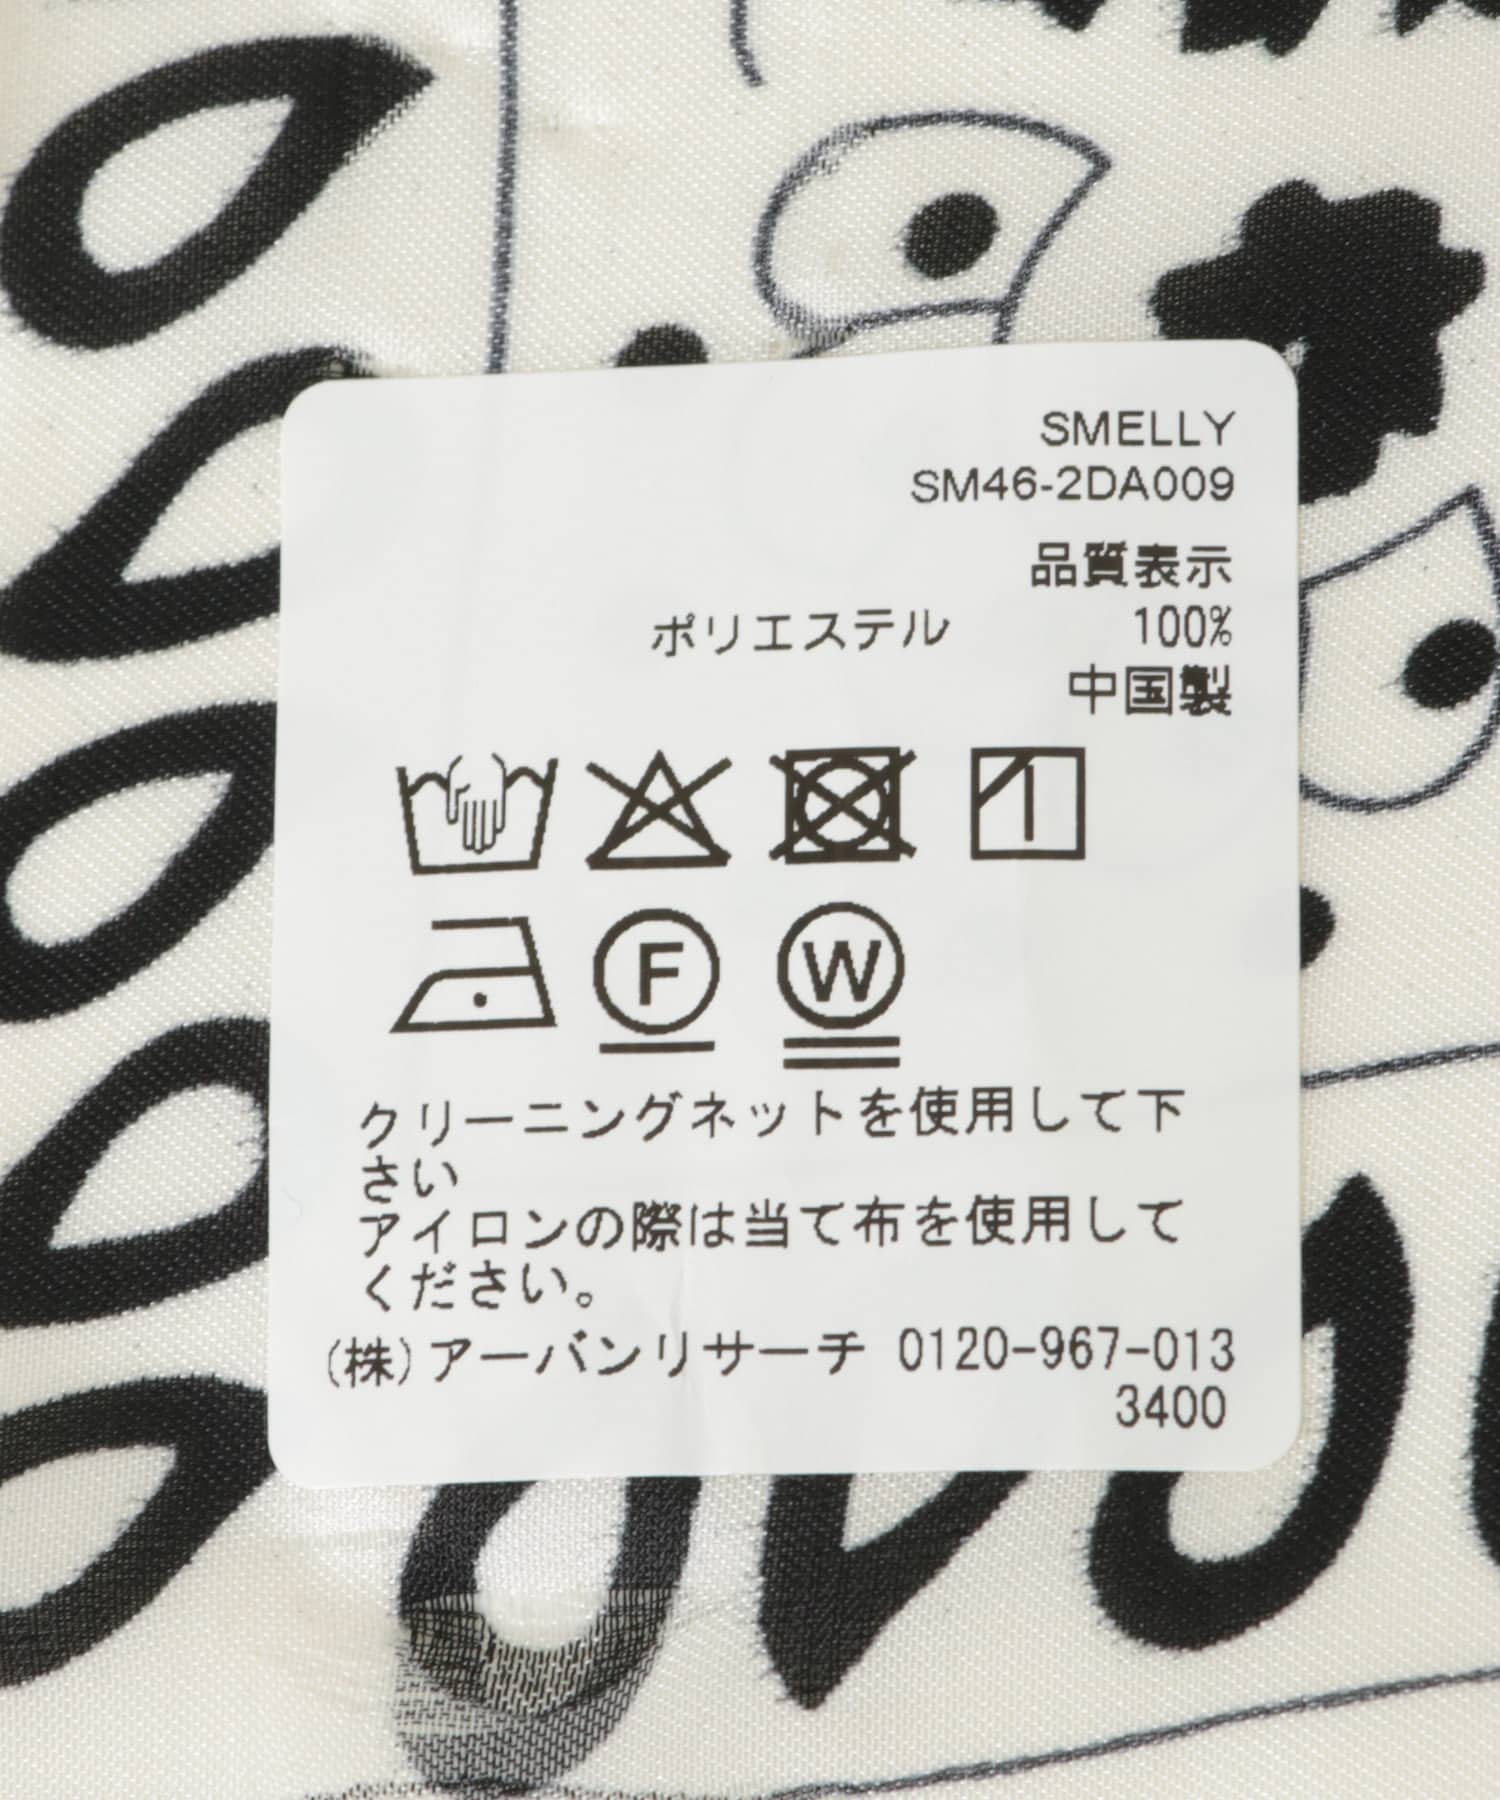 SMELLY
SM46-2DA009
品質表示
ポリエステル 100%
中国製
F W
クリーニングネットを使用して下
さい
アイロンの際は当て布を使用して
ください。
(株)アーバンリサーチ 0120-967-013
3400